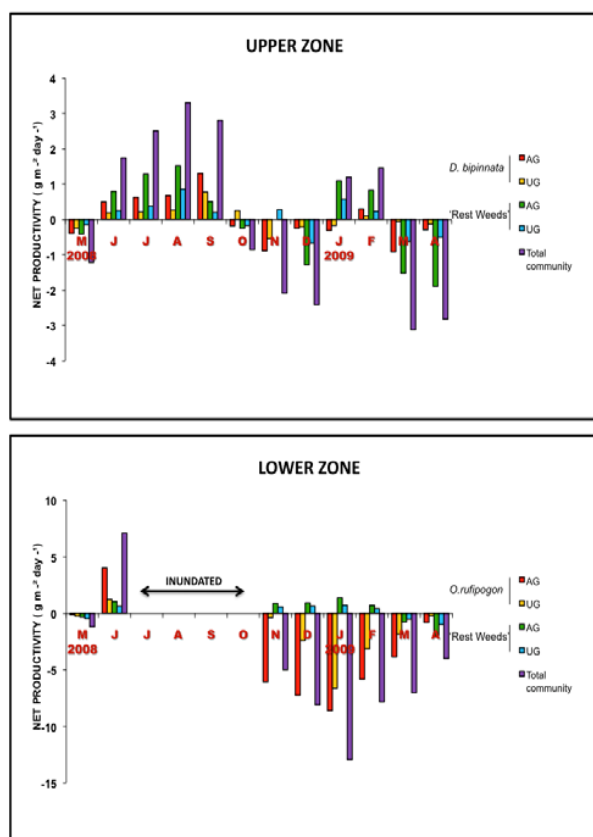 UPPER ZONE
NET PRODUCTIVITY ( g m -² day -¹)
4
3
2
1
0
-1
-2
-3
-4
M J J A S O N D J F M A
2008 2009
D. bipinnata
AG
UG
'Rest Weeds'
AG
UG
Total
community
LOWER ZONE
NET PRODUCTIVITY ( g m -² day -¹)
10
5
0
-5
-10
-15
INUNDATED
M J J A S O N D J F M A
2008 2009
O.rufipogon
AG
UG
'Rest Weeds'
AG
UG
Total
community